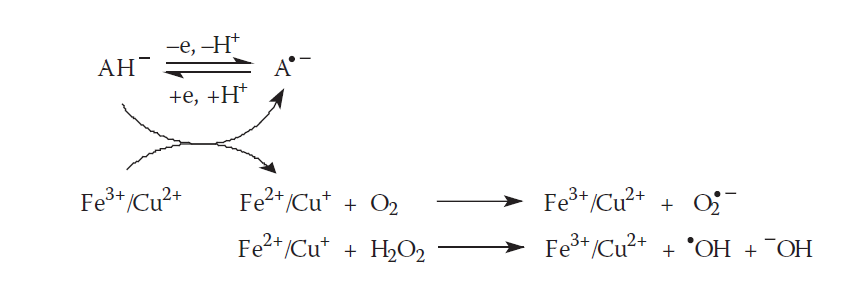 –e, –H⁺
AH⁻ ⇌ A•⁻
+e, +H⁺
Fe³⁺/Cu²⁺ Fe²⁺/Cu⁺ + O₂ → Fe³⁺/Cu²⁺ + O₂•⁻
Fe²⁺/Cu⁺ + H₂O₂ → Fe³⁺/Cu²⁺ + •OH + ⁻OH